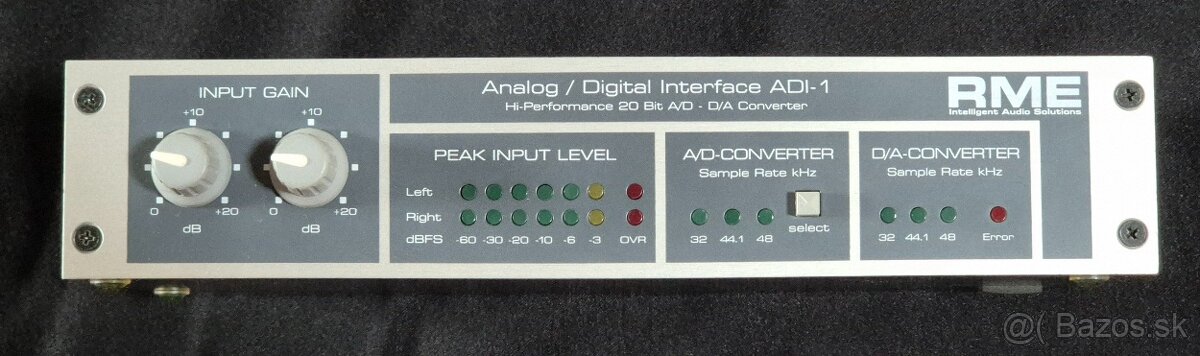 INPUT GAIN
+10 +10
0 +20 0 +20
dB dB
Analog / Digital Interface ADI-1
Hi-Performance 20 Bit A/D - D/A Converter
RME
Intelligent Audio Solutions
PEAK INPUT LEVEL
Left
Right
dBFS -60 -30 -20 -10 -6 -3 OVR
A/D-CONVERTER
Sample Rate kHz
32 44.1 48
select
D/A-CONVERTER
Sample Rate kHz
32 44.1 48 Error
@( Bazos.sk